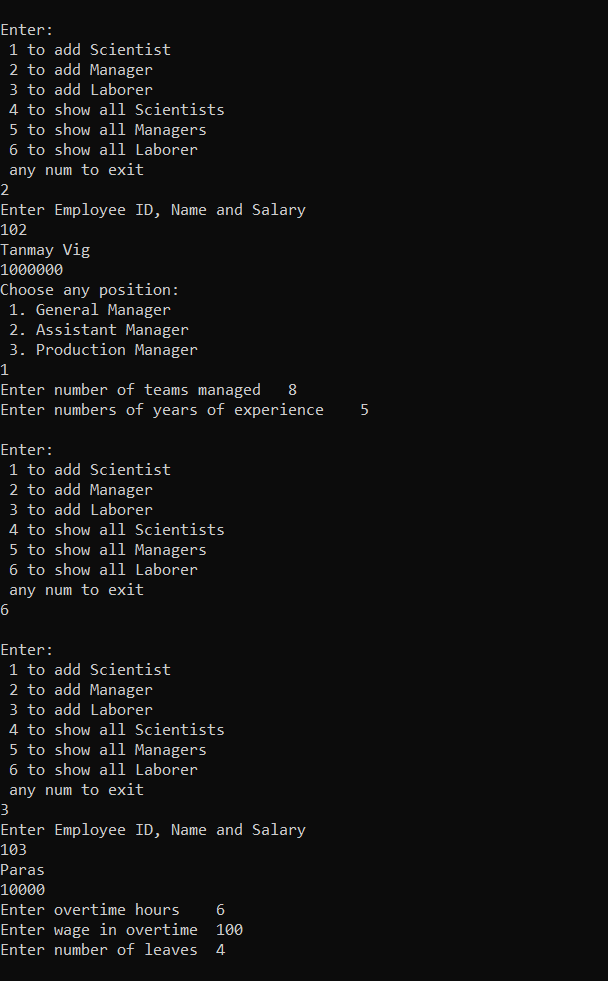 Enter:
 1 to add Scientist
 2 to add Manager
 3 to add Laborer
 4 to show all Scientists
 5 to show all Managers
 6 to show all Laborer
 any num to exit
2
Enter Employee ID, Name and Salary
102
Tanmay Vig
1000000
Choose any position:
 1. General Manager
 2. Assistant Manager
 3. Production Manager
1
Enter number of teams managed   8
Enter numbers of years of experience    5

Enter:
 1 to add Scientist
 2 to add Manager
 3 to add Laborer
 4 to show all Scientists
 5 to show all Managers
 6 to show all Laborer
 any num to exit
6

Enter:
 1 to add Scientist
 2 to add Manager
 3 to add Laborer
 4 to show all Scientists
 5 to show all Managers
 6 to show all Laborer
 any num to exit
3
Enter Employee ID, Name and Salary
103
Paras
10000
Enter overtime hours    6
Enter wage in overtime  100
Enter number of leaves  4